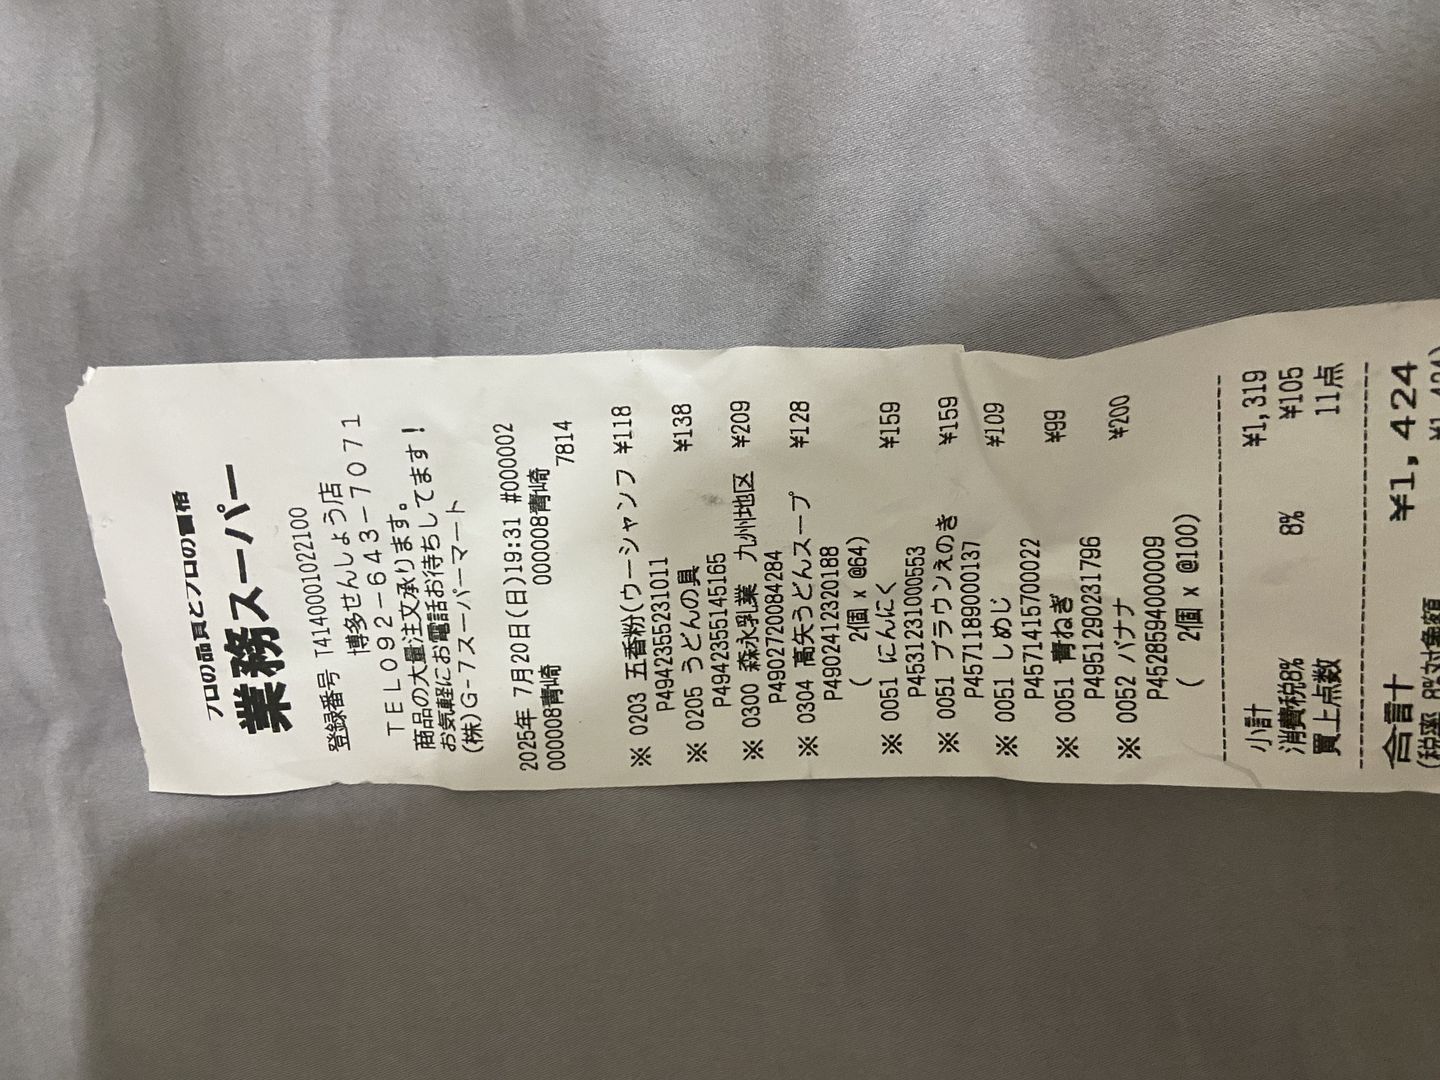 プロの品質とプロの価格
業務スーパー
登録番号 T4140001022100
博多せんしょう店
TEL092-643-7071
商品の大量注文承ります。
お気軽にお電話お待ちしてます！
(株)G-7スーパーマート
2025年 7月20日(日)19:31 #000002
000008青崎 000008青崎
7814
※ 0203 五香粉(ウーシャンフ ¥118
P4942355231011
※ 0205 うどんの具 ¥138
P4942355145165
※ 0300 森永乳業 九州地区 ¥209
P4902720084284
※ 0304 高矢うどんスープ ¥128
P4902412320188
( 2個 x @64)
※ 0051 にんにく ¥159
P4531231000553
※ 0051 ブラウンえのき ¥159
P4571189000137
※ 0051 しめじ ¥109
P4571415700022
※ 0051 青ねぎ ¥99
P4951290231796
※ 0052 バナナ ¥200
P4528594000009
( 2個 x @100)
小計 ¥1,319
消費税8% 8% ¥105
買上点数 11点
合計 ¥1,424
(税率 8%対象額 ¥1,424)